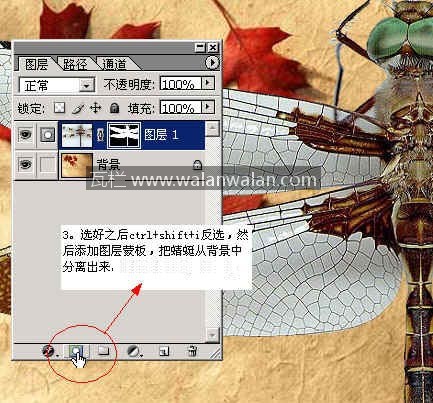 图层 路径 通道
正常 不透明度: 100%
锁定: 填充: 100%
图层 1
背景
瓦栏 www.walanwalan.com
3。选好之后ctrl+shift+i反选，然
后添加图层蒙板，把蜻蜓从背景中
分离出来.